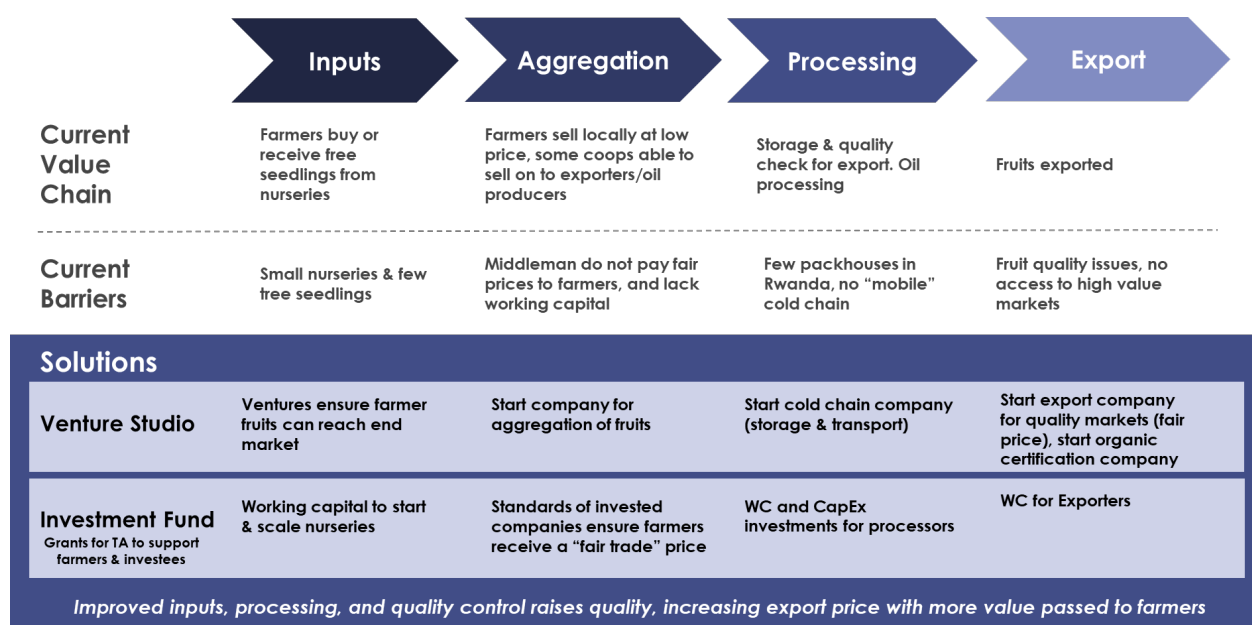 Inputs
Aggregation
Processing
Export
Current
Value
Chain
Farmers buy or
receive free
seedlings from
nurseries
Farmers sell locally at low
price, some coops able to
sell on to exporters/oil
producers
Storage & quality
check for export. Oil
processing
Fruits exported
Current
Barriers
Small nurseries & few
tree seedlings
Middleman do not pay fair
prices to farmers, and lack
working capital
Few packhouses in
Rwanda, no “mobile”
cold chain
Fruit quality issues, no
access to high value
markets
Solutions
Venture Studio
Ventures ensure farmer
fruits can reach end
market
Start company for
aggregation of fruits
Start cold chain company
(storage & transport)
Start export company
for quality markets (fair
price), start organic
certification company
Investment Fund
Grants for TA to support
farmers & investees
Working capital to start
& scale nurseries
Standards of invested
companies ensure farmers
receive a “fair trade” price
WC and CapEx
investments for processors
WC for Exporters
Improved inputs, processing, and quality control raises quality, increasing export price with more value passed to farmers